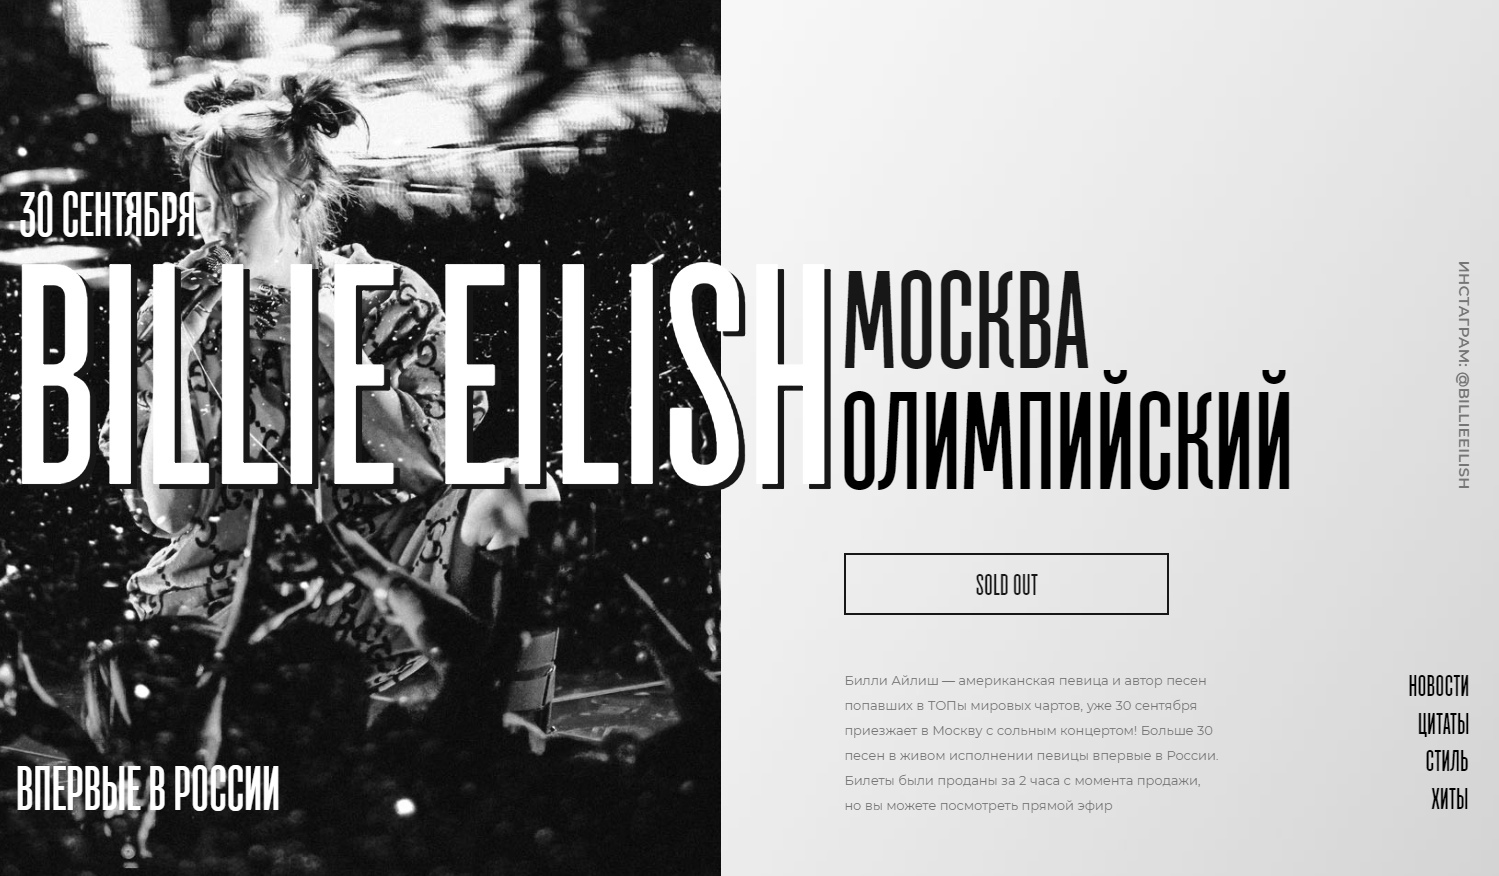 30 СЕНТЯБРЯ
BILLIE EILISH
МОСКВА
ОЛИМПИЙСКИЙ
ИНСТАГРАМ: @BILLIEEILISH
SOLD OUT
Билли Айлиш — американская певица и автор песен
попавших в ТОПы мировых чартов, уже 30 сентября
приезжает в Москву с сольным концертом! Больше 30
песен в живом исполнении певицы впервые в России.
Билеты были проданы за 2 часа с момента продажи,
но вы можете посмотреть прямой эфир
НОВОСТИ
ЦИТАТЫ
СТИЛЬ
ХИТЫ
ВПЕРВЫЕ В РОССИИ